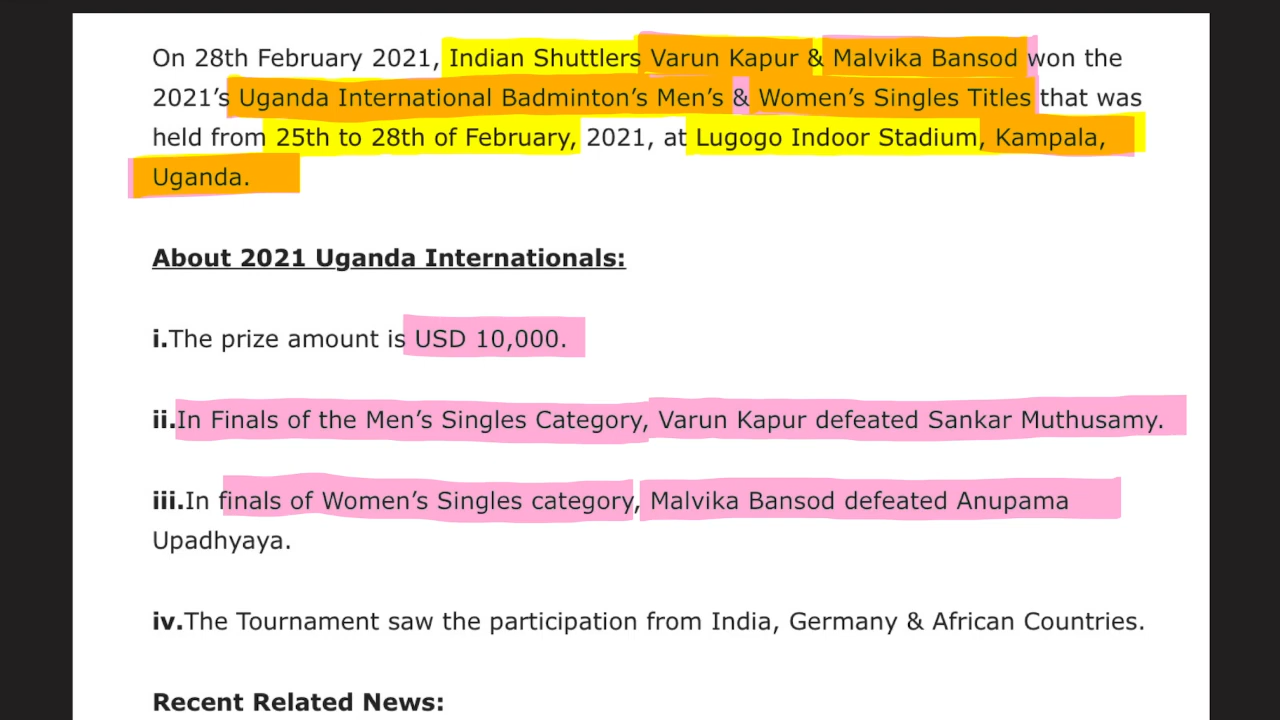 On 28th February 2021, Indian Shuttlers Varun Kapur & Malvika Bansod won the
2021’s Uganda International Badminton’s Men’s & Women’s Singles Titles that was
held from 25th to 28th of February, 2021, at Lugogo Indoor Stadium, Kampala,
Uganda.
About 2021 Uganda Internationals:
i.The prize amount is USD 10,000.
ii.In Finals of the Men’s Singles Category, Varun Kapur defeated Sankar Muthusamy.
iii.In finals of Women’s Singles category, Malvika Bansod defeated Anupama
Upadhyaya.
iv.The Tournament saw the participation from India, Germany & African Countries.
Recent Related News: